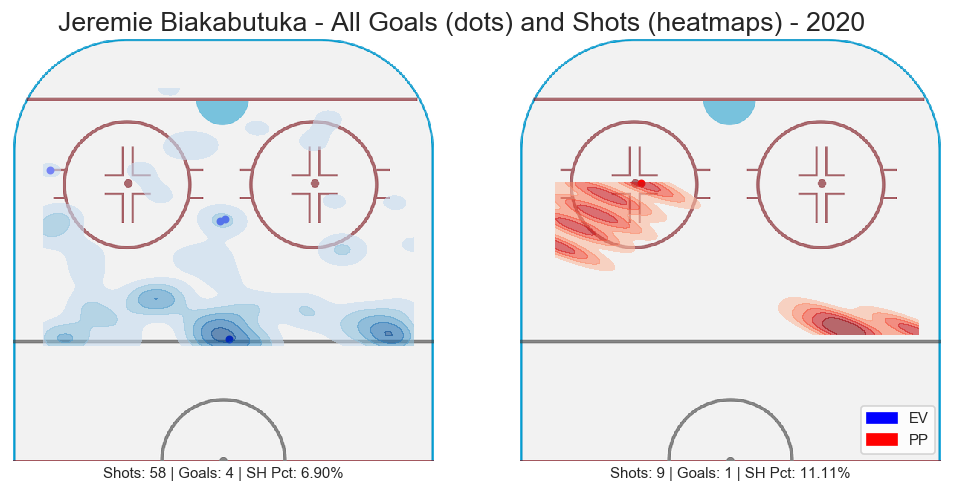 Jeremie Biakabutuka - All Goals (dots) and Shots (heatmaps) - 2020
EV
PP
Shots: 58 | Goals: 4 | SH Pct: 6.90%
Shots: 9 | Goals: 1 | SH Pct: 11.11%